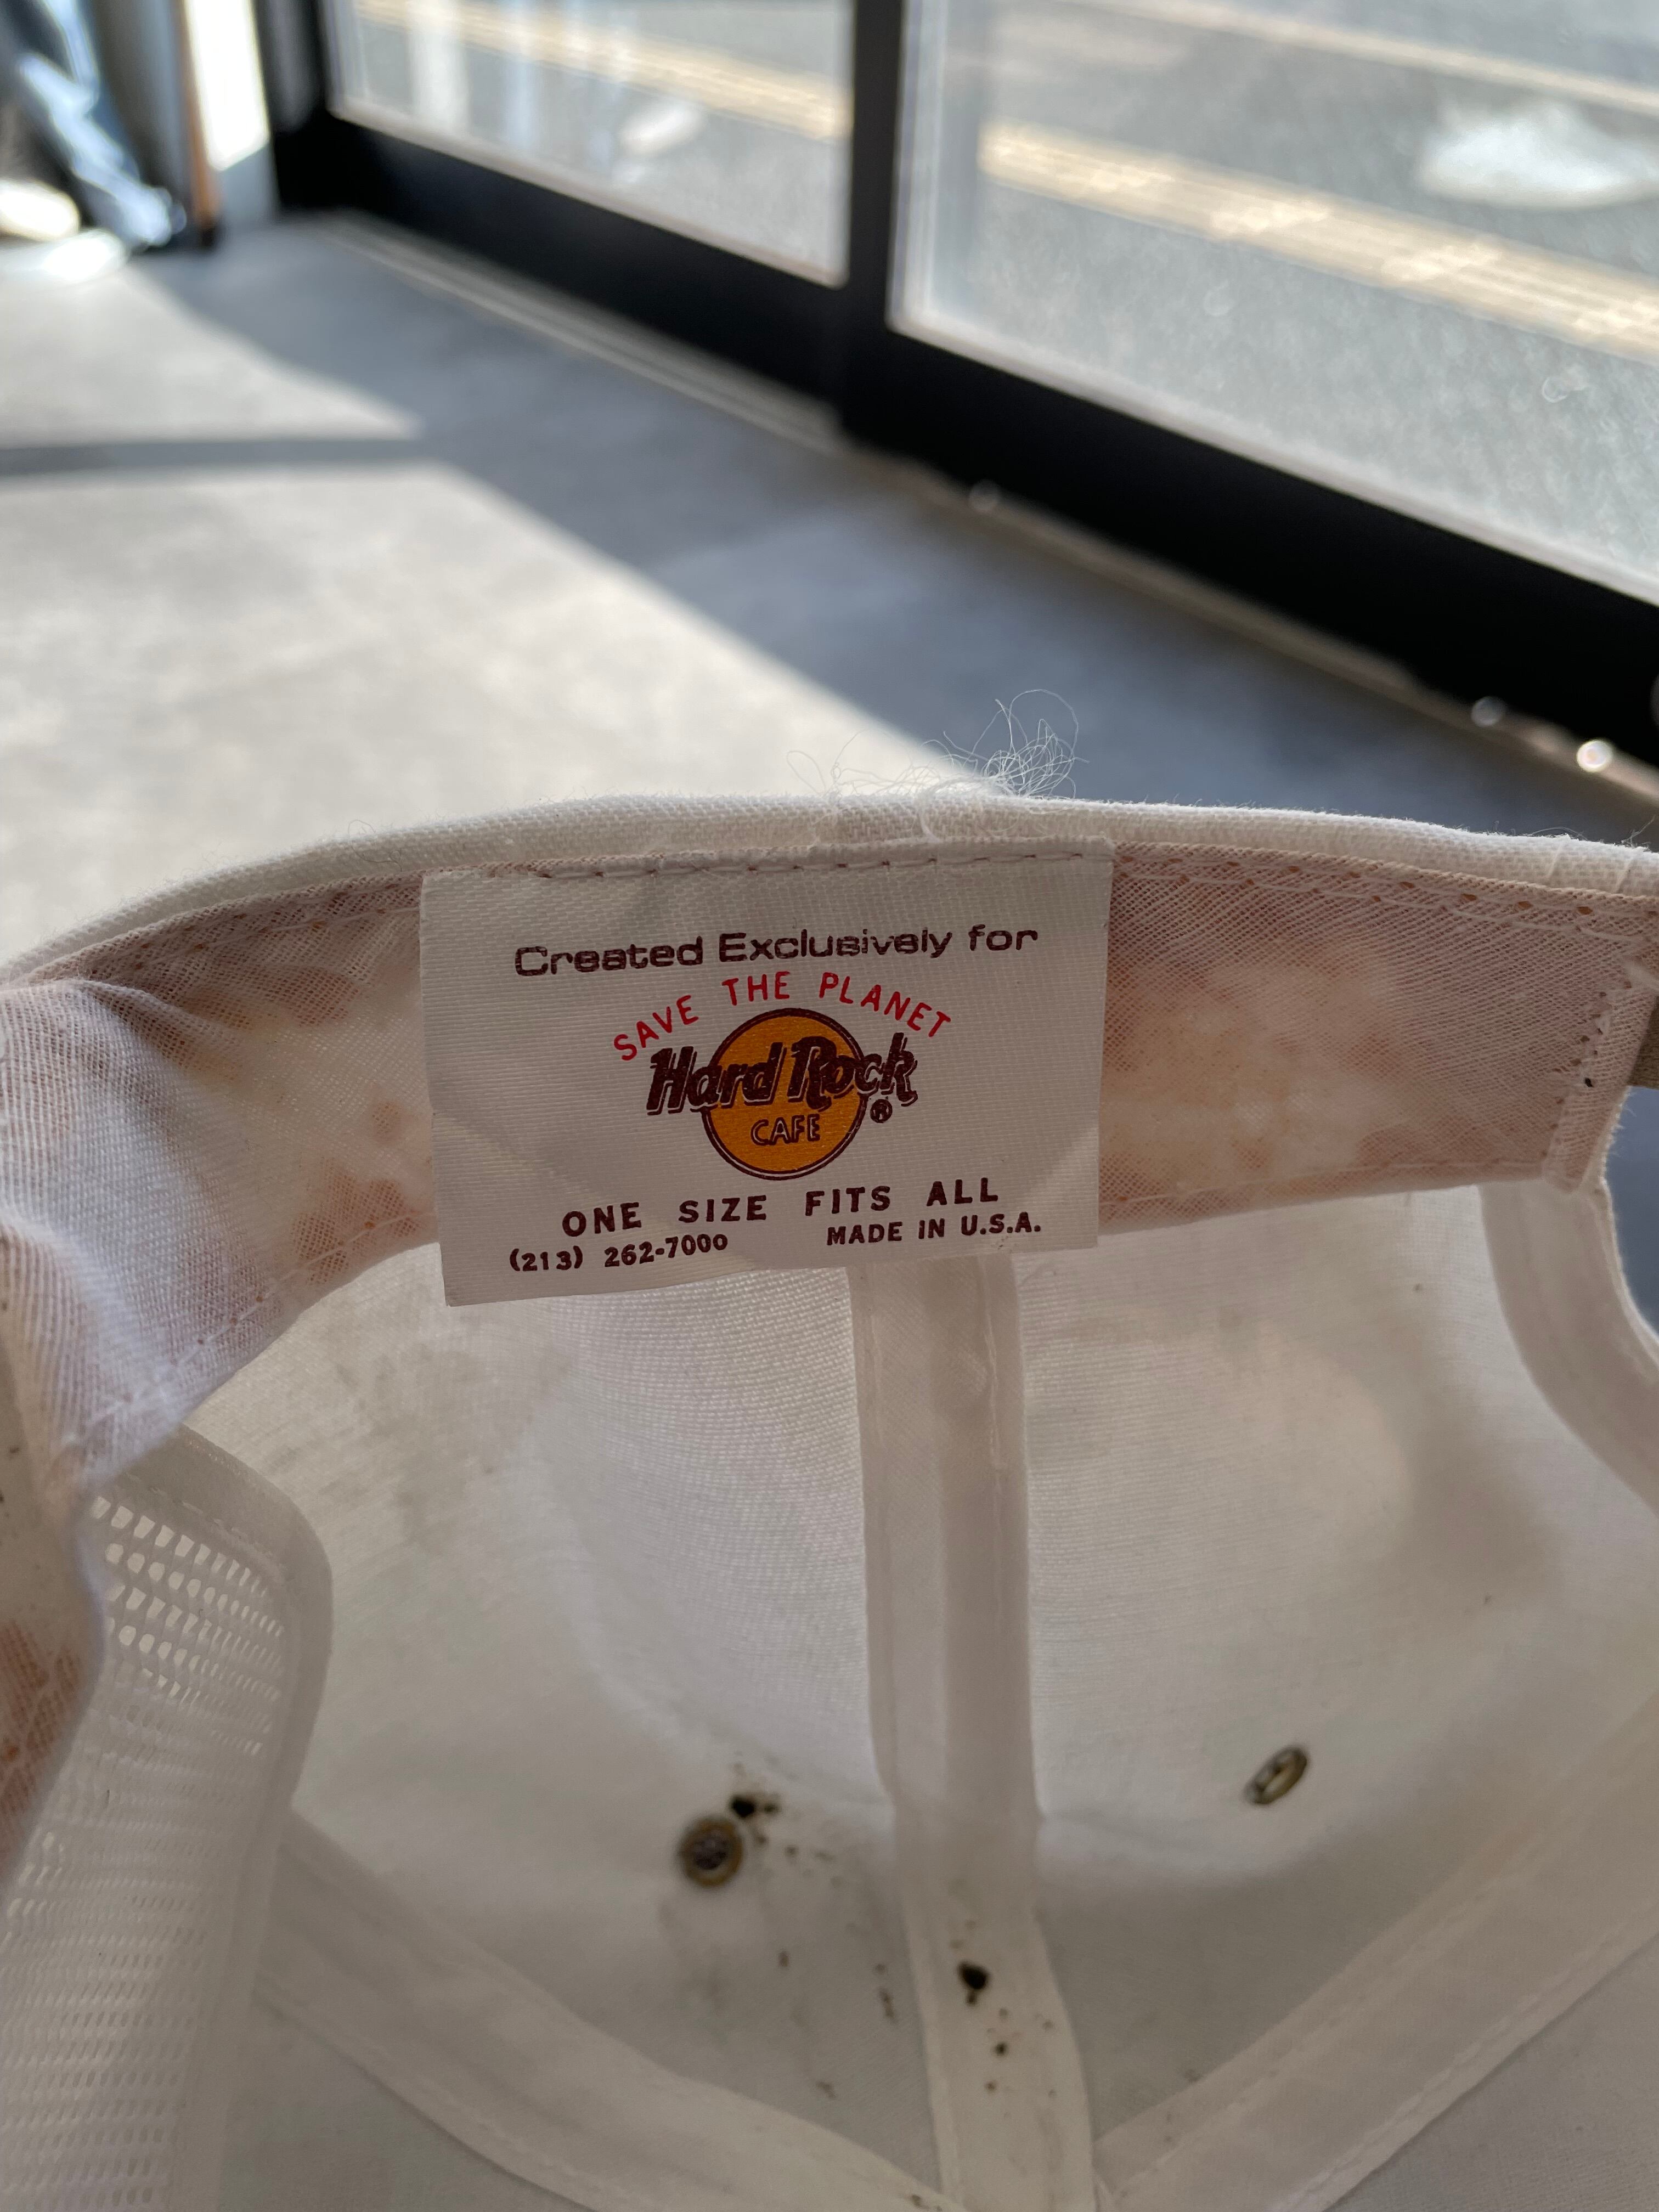 Created Exclusively for
SAVE THE PLANET
Hard Rock
CAFE ®
ONE SIZE FITS ALL
(213) 262-7000 MADE IN U.S.A.